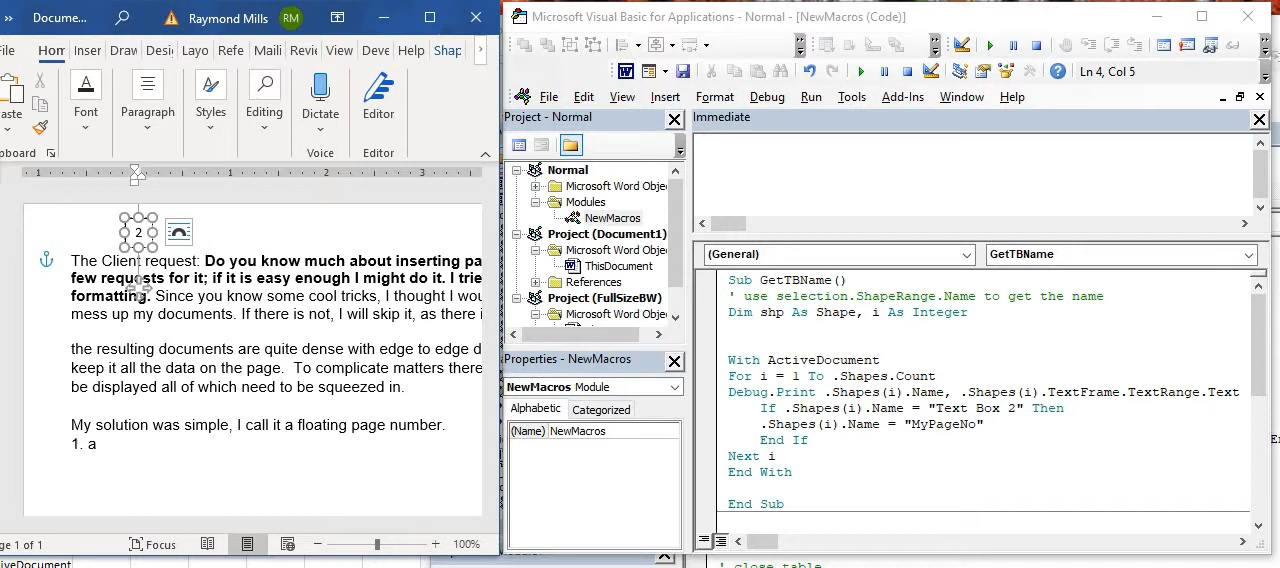 Docume...
Raymond Mills
RM
File
Hom
Inser
Drav
Desi
Layo
Refe
Maili
Revie
View
Deve
Help
Shap
Paste
Font
Paragraph
Styles
Editing
Dictate
Editor
Clipboard
Voice
Editor
1
1
2
3
2
The Client request: Do you know much about inserting pa
few requests for it; if it is easy enough I might do it. I trie
formatting. Since you know some cool tricks, I thought I wou
mess up my documents. If there is not, I will skip it, as there i
the resulting documents are quite dense with edge to edge d
keep it all the data on the page. To complicate matters there
be displayed all of which need to be squeezed in.
My solution was simple, I call it a floating page number.
1. a
Page 1 of 1
Focus
100%
Microsoft Visual Basic for Applications - Normal - [NewMacros (Code)]
Ln 4, Col 5
File Edit View Insert Format Debug Run Tools Add-Ins Window Help
Project - Normal
Normal
Microsoft Word Obje
Modules
NewMacros
Project (Document1)
Microsoft Word Obje
ThisDocument
References
Project (FullSizeBW)
Microsoft Word Obje
Properties - NewMacros
NewMacros Module
Alphabetic Categorized
(Name) NewMacros
Immediate
(General)
GetTBName
Sub GetTBName()
' use selection.ShapeRange.Name to get the name
Dim shp As Shape, i As Integer
With ActiveDocument
For i = 1 To .Shapes.Count
Debug.Print .Shapes(i).Name, .Shapes(i).TextFrame.TextRange.Text
If .Shapes(i).Name = "Text Box 2" Then
.Shapes(i).Name = "MyPageNo"
End If
Next i
End With
End Sub
' close table